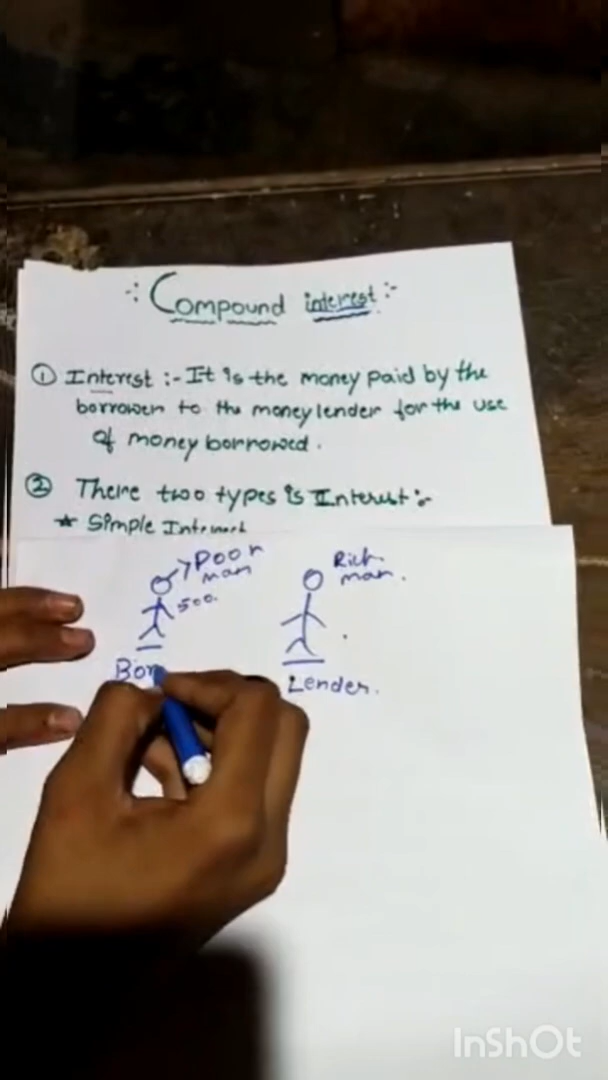 -: Compound interest :-
① Interest :- It is the money paid by the
borrower to the money lender for the use
of money borrowed.
② There two types is Interest :-
* Simple Interest
Poor
man
500.
Rich
man.
Bor
Lender.
InShOt